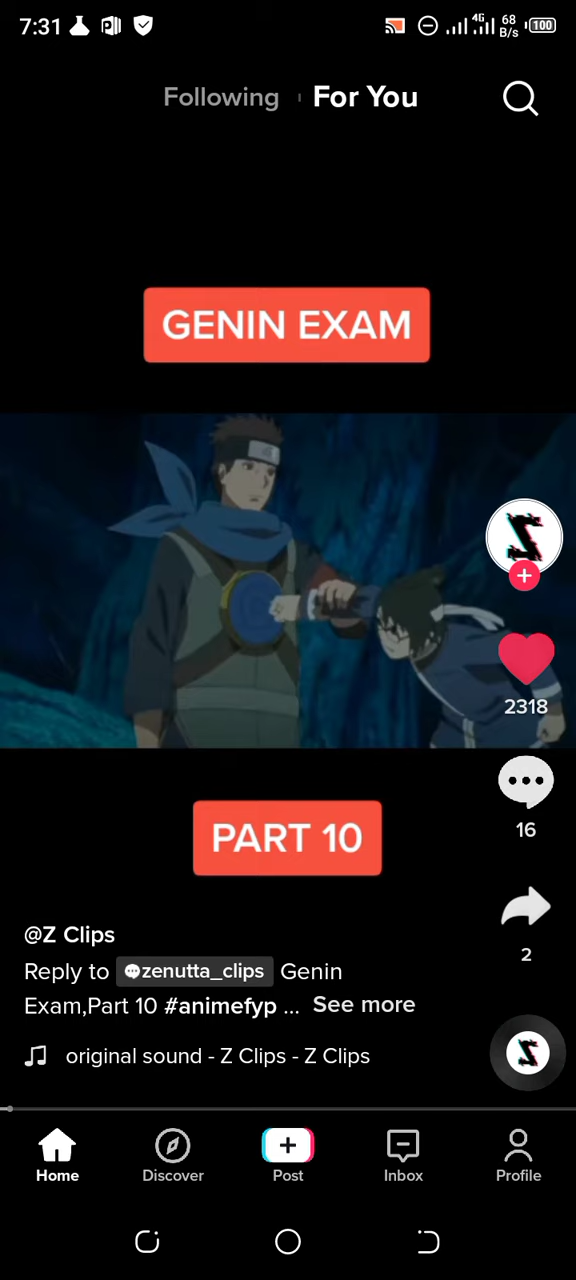 7:31
4G
68
B/s
100
Following
For You
GENIN EXAM
2318
16
PART 10
2
@Z Clips
Reply to zenutta_clips Genin
Exam,Part 10 #animefyp ... See more
original sound - Z Clips - Z Clips
Home
Discover
Post
Inbox
Profile